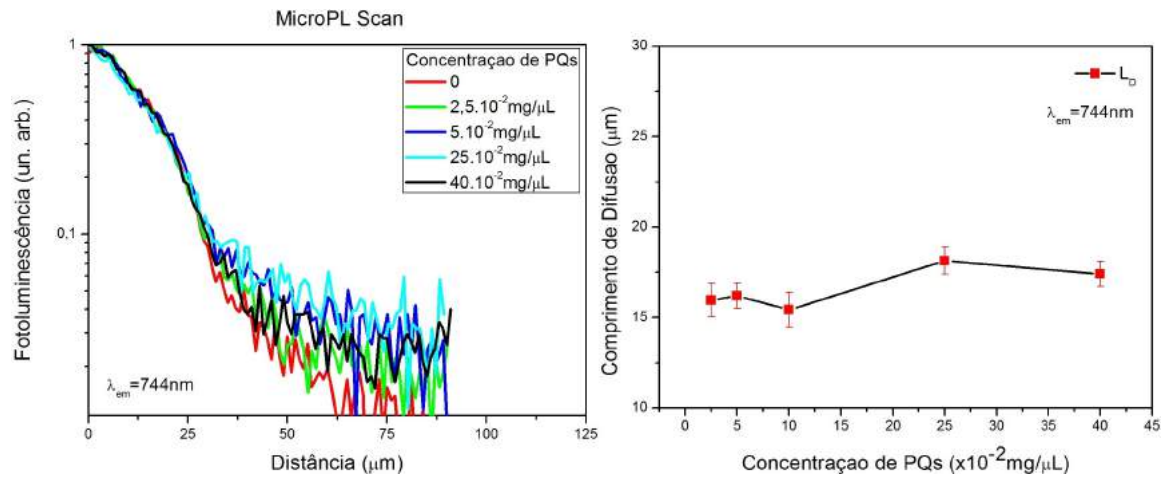 MicroPL Scan
Fotoluminescência (un. arb.)
1
0,1
Concentraçao de PQs
0
2,5.10⁻²mg/μL
5.10⁻²mg/μL
25.10⁻²mg/μL
40.10⁻²mg/μL
λem=744nm
0 25 50 75 100 125
Distância (μm)
Comprimento de Difusao (μm)
30
25
20
15
10
LD
λem=744nm
0 5 10 15 20 25 30 35 40 45
Concentraçao de PQs (x10⁻²mg/μL)